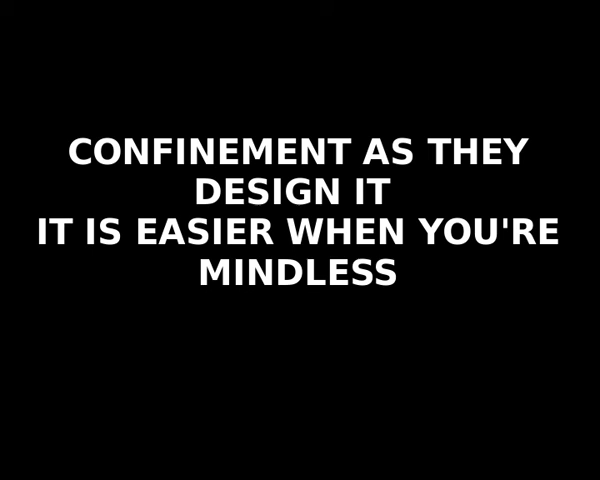 CONFINEMENT AS THEY
DESIGN IT
IT IS EASIER WHEN YOU'RE
MINDLESS